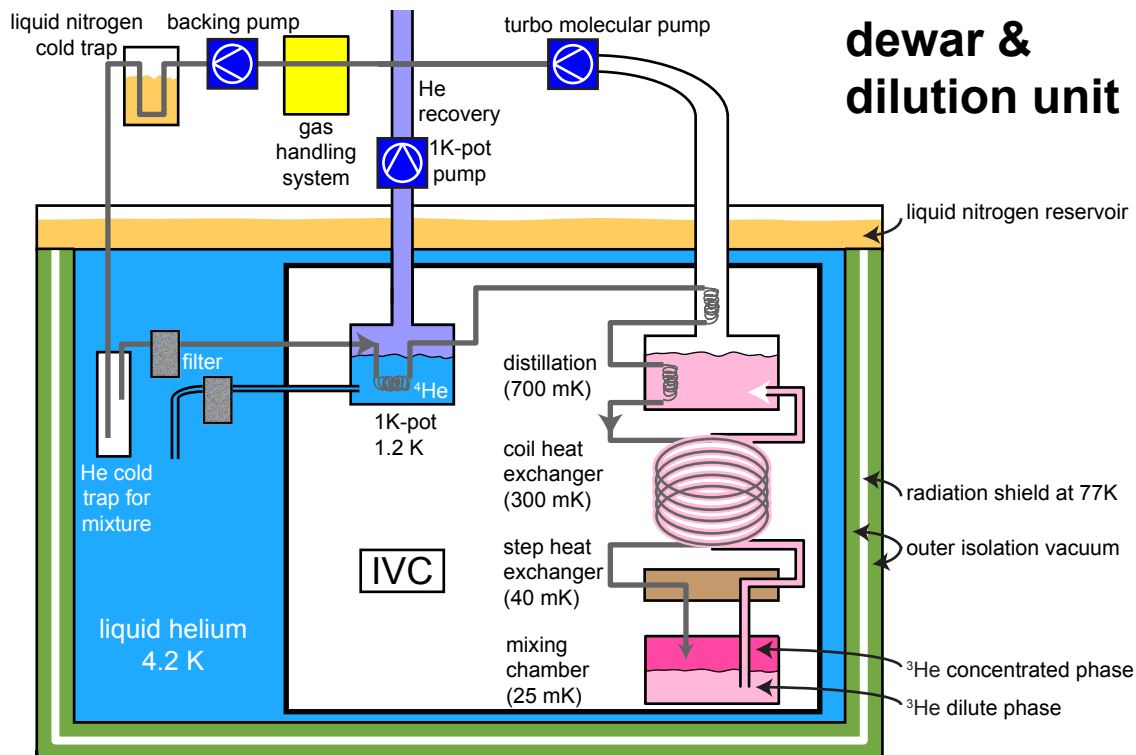 dewar &
dilution unit
liquid nitrogen
cold trap
backing pump
turbo molecular pump
gas
handling
system
He
recovery
1K-pot
pump
liquid nitrogen reservoir
filter
⁴He
1K-pot
1.2 K
He cold
trap for
mixture
distillation
(700 mK)
coil heat
exchanger
(300 mK)
step heat
exchanger
(40 mK)
mixing
chamber
(25 mK)
IVC
liquid helium
4.2 K
radiation shield at 77K
outer isolation vacuum
³He concentrated phase
³He dilute phase